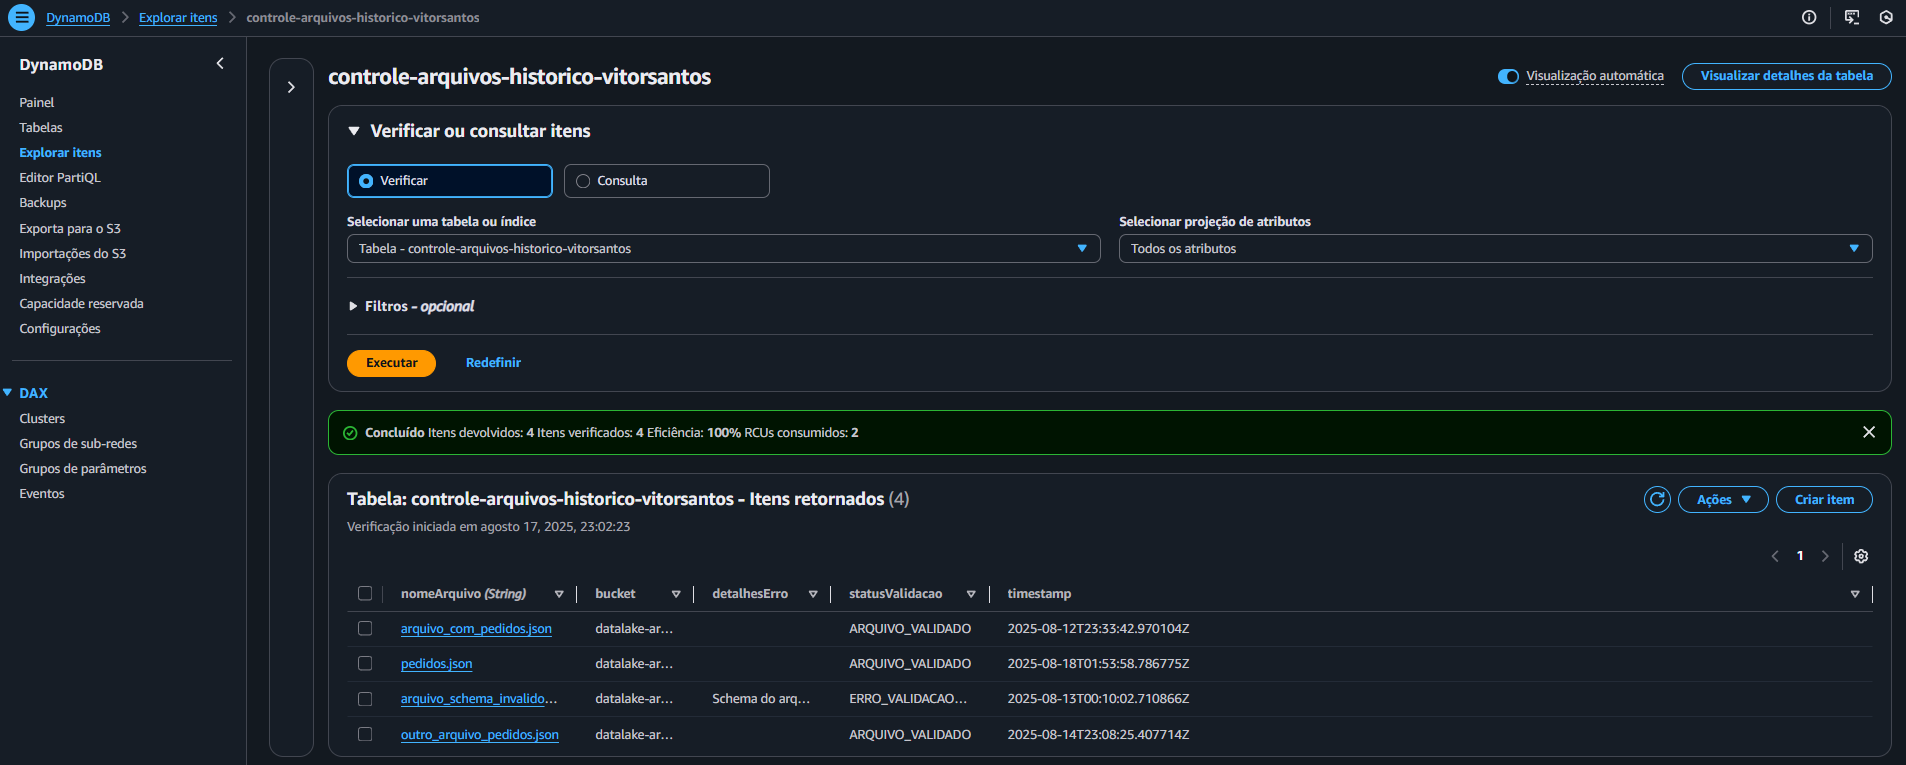 DynamoDB > Explorar itens > controle-arquivos-historico-vitorsantos
DynamoDB
Painel
Tabelas
Explorar itens
Editor PartiQL
Backups
Exporta para o S3
Importações do S3
Integrações
Capacidade reservada
Configurações
DAX
Clusters
Grupos de sub-redes
Grupos de parâmetros
Eventos
controle-arquivos-historico-vitorsantos
Visualização automática
Visualizar detalhes da tabela
Verificar ou consultar itens
Verificar
Consulta
Selecionar uma tabela ou índice
Tabela - controle-arquivos-historico-vitorsantos
Selecionar projeção de atributos
Todos os atributos
Filtros - opcional
Executar
Redefinir
Concluído Itens devolvidos: 4 Itens verificados: 4 Eficiência: 100% RCUs consumidos: 2
Tabela: controle-arquivos-historico-vitorsantos - Itens retornados (4)
Verificação iniciada em agosto 17, 2025, 23:02:23
Ações
Criar item
1
nomeArquivo (String) bucket detalhesErro statusValidacao timestamp
arquivo_com_pedidos.json datalake-ar... ARQUIVO_VALIDADO 2025-08-12T23:33:42.970104Z
pedidos.json datalake-ar... ARQUIVO_VALIDADO 2025-08-18T01:53:58.786775Z
arquivo_schema_invalido... datalake-ar... Schema do arq... ERRO_VALIDACAO... 2025-08-13T00:10:02.710866Z
outro_arquivo_pedidos.json datalake-ar... ARQUIVO_VALIDADO 2025-08-14T23:08:25.407714Z